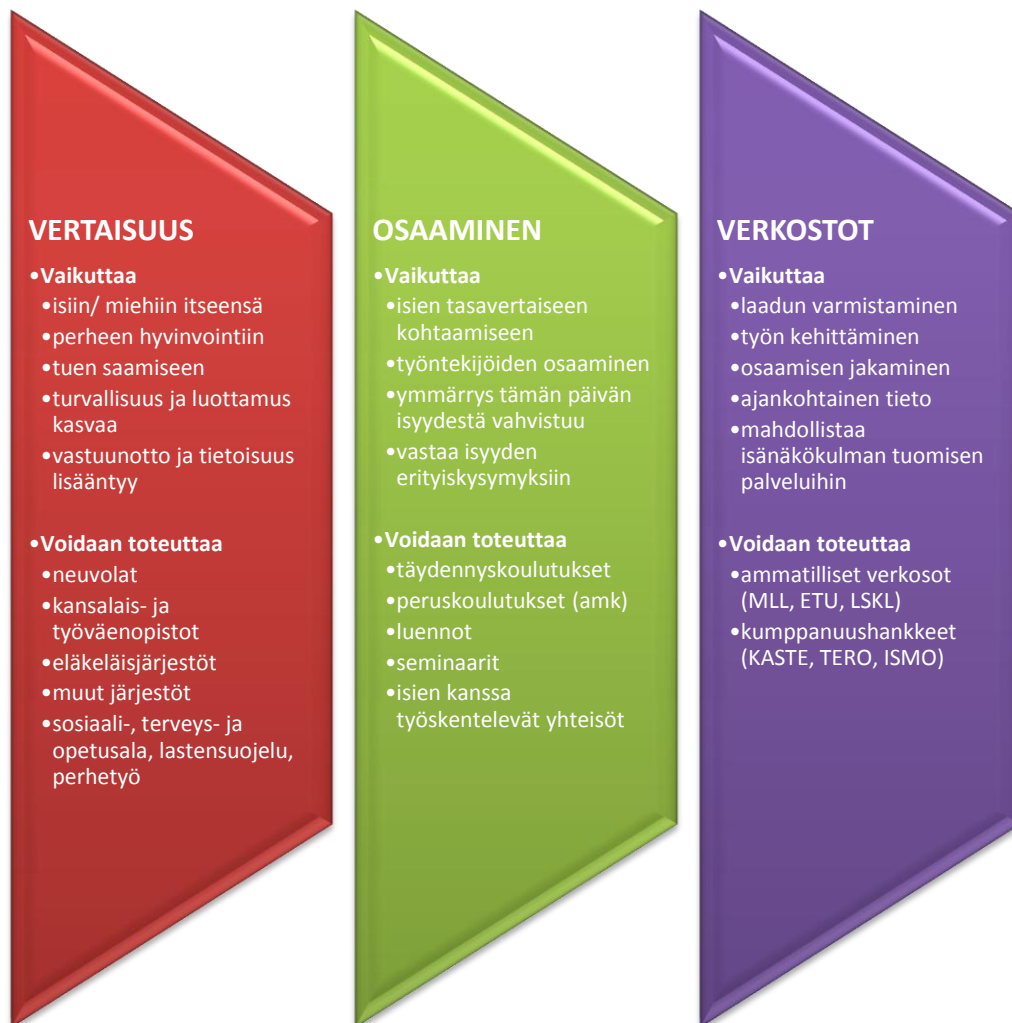 VERTAISUUS
•Vaikuttaa
•isiin/ miehiin itseensä
•perheen hyvinvointiin
•tuen saamiseen
•turvallisuus ja luottamus
kasvaa
•vastuunotto ja tietoisuus
lisääntyy
•Voidaan toteuttaa
•neuvolat
•kansalais- ja
työväenopistot
•eläkeläisjärjestöt
•muut järjestöt
•sosiaali-, terveys- ja
opetusala, lastensuojelu,
perhetyö
OSAAMINEN
•Vaikuttaa
•isien tasavertaiseen
kohtaamiseen
•työntekijöiden osaaminen
•ymmärrys tämän päivän
isyydestä vahvistuu
•vastaa isyyden
erityiskysymyksiin
•Voidaan toteuttaa
•täydennyskoulutukset
•peruskoulutukset (amk)
•luennot
•seminaarit
•isien kanssa
työskentelevät yhteisöt
VERKOSTOT
•Vaikuttaa
•laadun varmistaminen
•työn kehittäminen
•osaamisen jakaminen
•ajankohtainen tieto
•mahdollistaa
isänäkökulman tuomisen
palveluihin
•Voidaan toteuttaa
•ammatilliset verkosot
(MLL, ETU, LSKL)
•kumppanuushankkeet
(KASTE, TERO, ISMO)